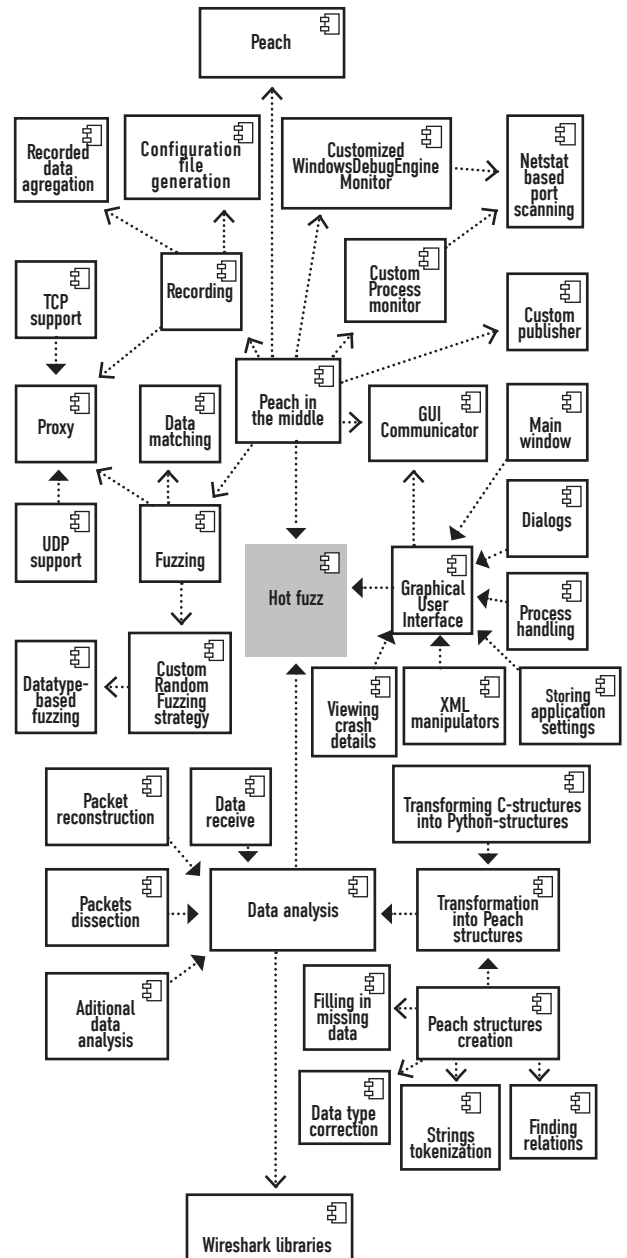 Peach
Recorded
data
agregation
Configuration
file
generation
Customized
WindowsDebugEngine
Monitor
Netstat
based
port
scanning
TCP
support
Recording
Custom
Process
monitor
Custom
publisher
Proxy
Data
matching
Peach in
the middle
GUI
Communicator
Main
window
UDP
support
Fuzzing
Hot fuzz
Graphical
User
Interface
Dialogs
Process
handling
Datatype-
based
fuzzing
Custom
Random
Fuzzing
strategy
Viewing
crash
details
XML
manipulators
Storing
application
settings
Packet
reconstruction
Data
receive
Transforming C-structures
into Python-structures
Packets
dissection
Data analysis
Transformation
into Peach
structures
Aditional
data
analysis
Filling in
missing
data
Peach structures
creation
Data type
correction
Strings
tokenization
Finding
relations
Wireshark libraries